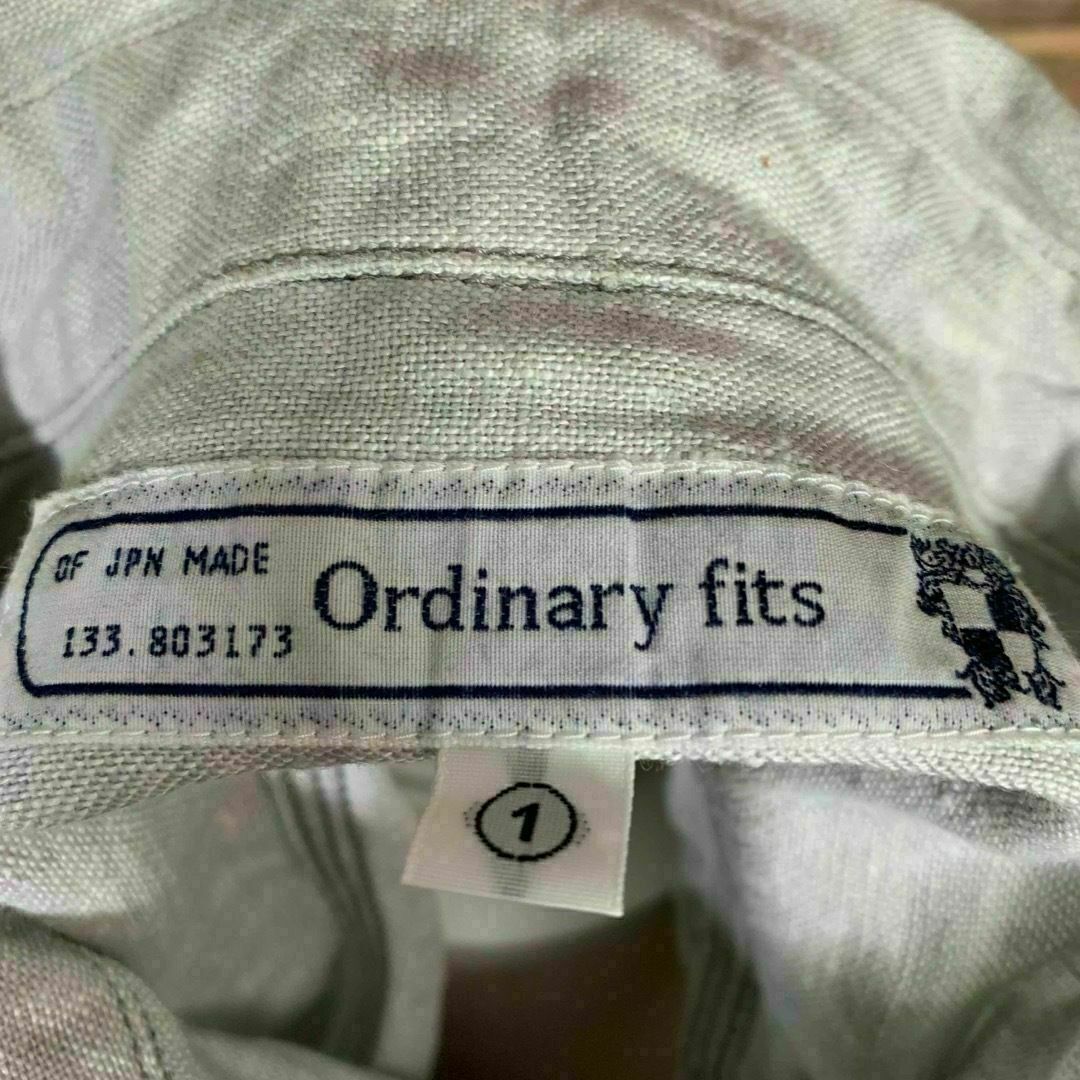 OF JPN MADE
133.803173
Ordinary fits
1